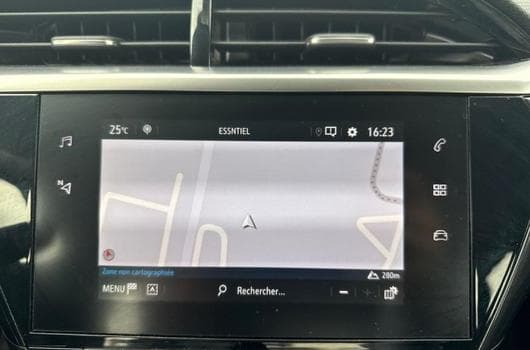 25°C ESSNTIEL 16:23
N
Zone non cartographiée 280m
MENU Rechercher...